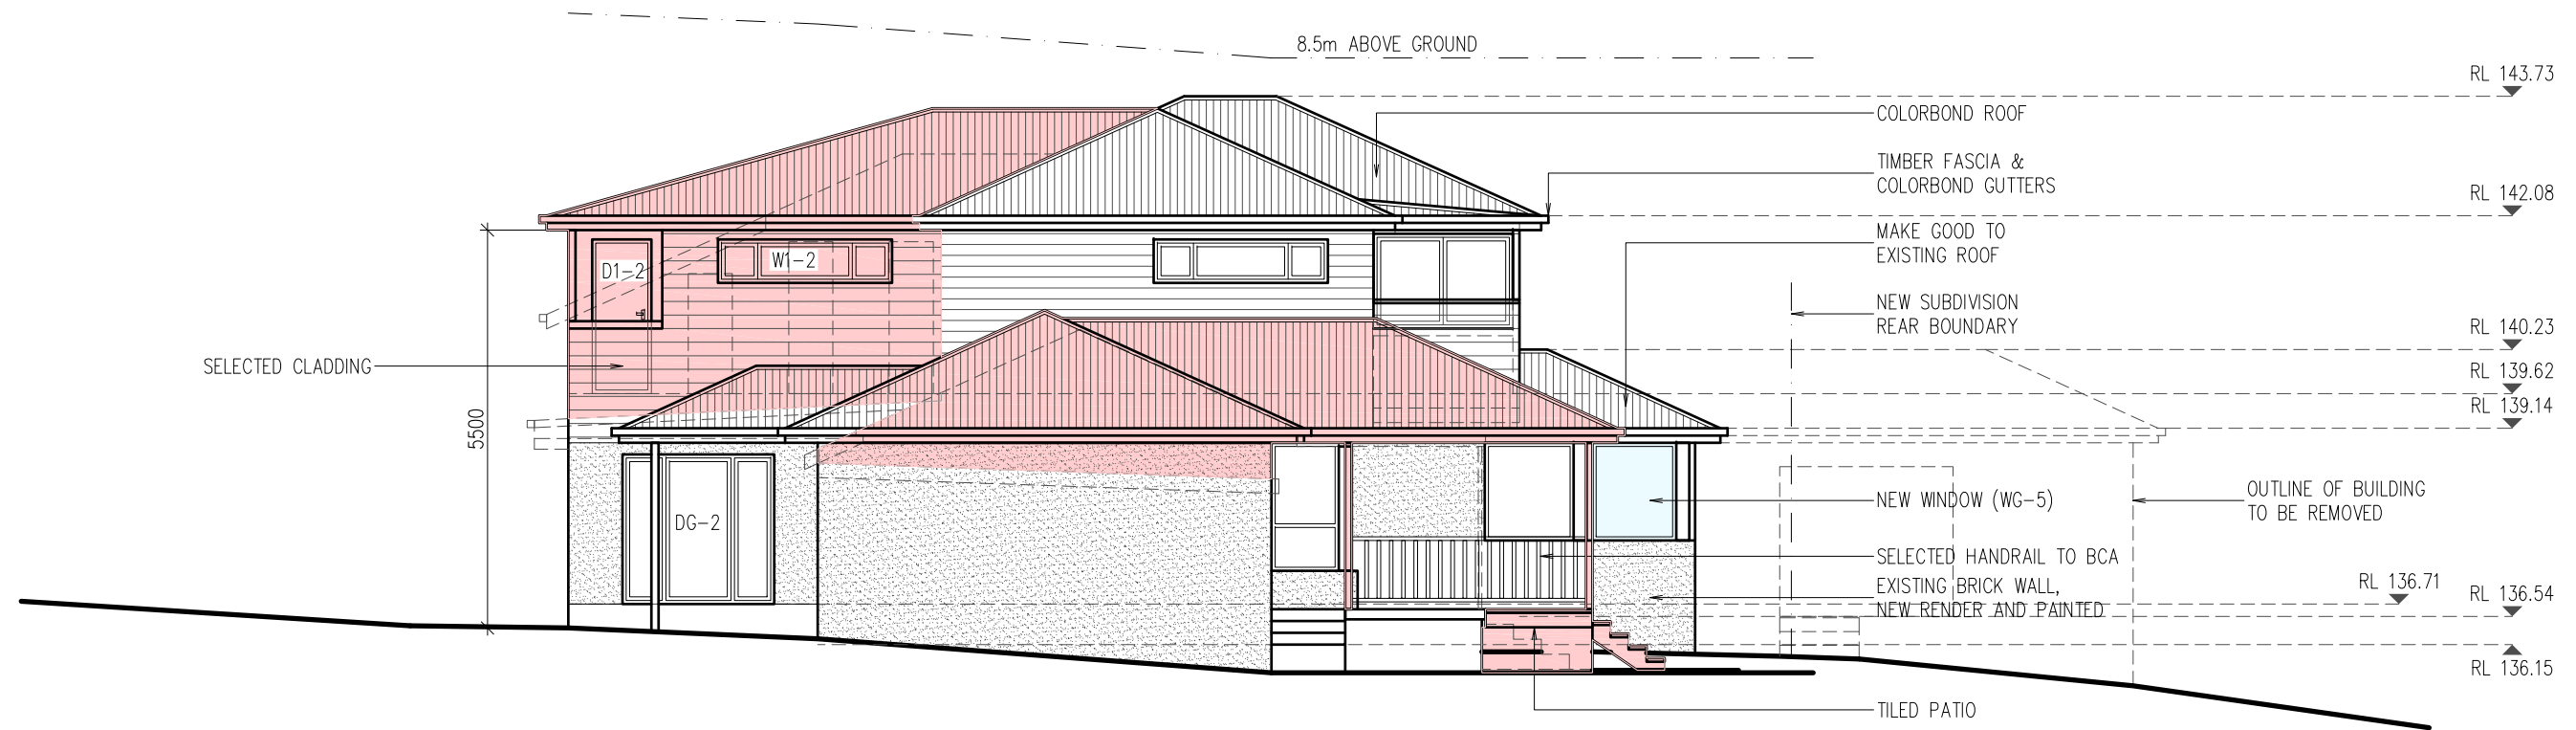 8.5m ABOVE GROUND
RL 143.73
COLORBOND ROOF
TIMBER FASCIA &
COLORBOND GUTTERS
RL 142.08
MAKE GOOD TO
EXISTING ROOF
D1-2
W1-2
NEW SUBDIVISION
REAR BOUNDARY
RL 140.23
SELECTED CLADDING
RL 139.62
RL 139.14
5500
DG-2
NEW WINDOW (WG-5)
OUTLINE OF BUILDING
TO BE REMOVED
SELECTED HANDRAIL TO BCA
EXISTING BRICK WALL,
NEW RENDER AND PAINTED
RL 136.71
RL 136.54
RL 136.15
TILED PATIO